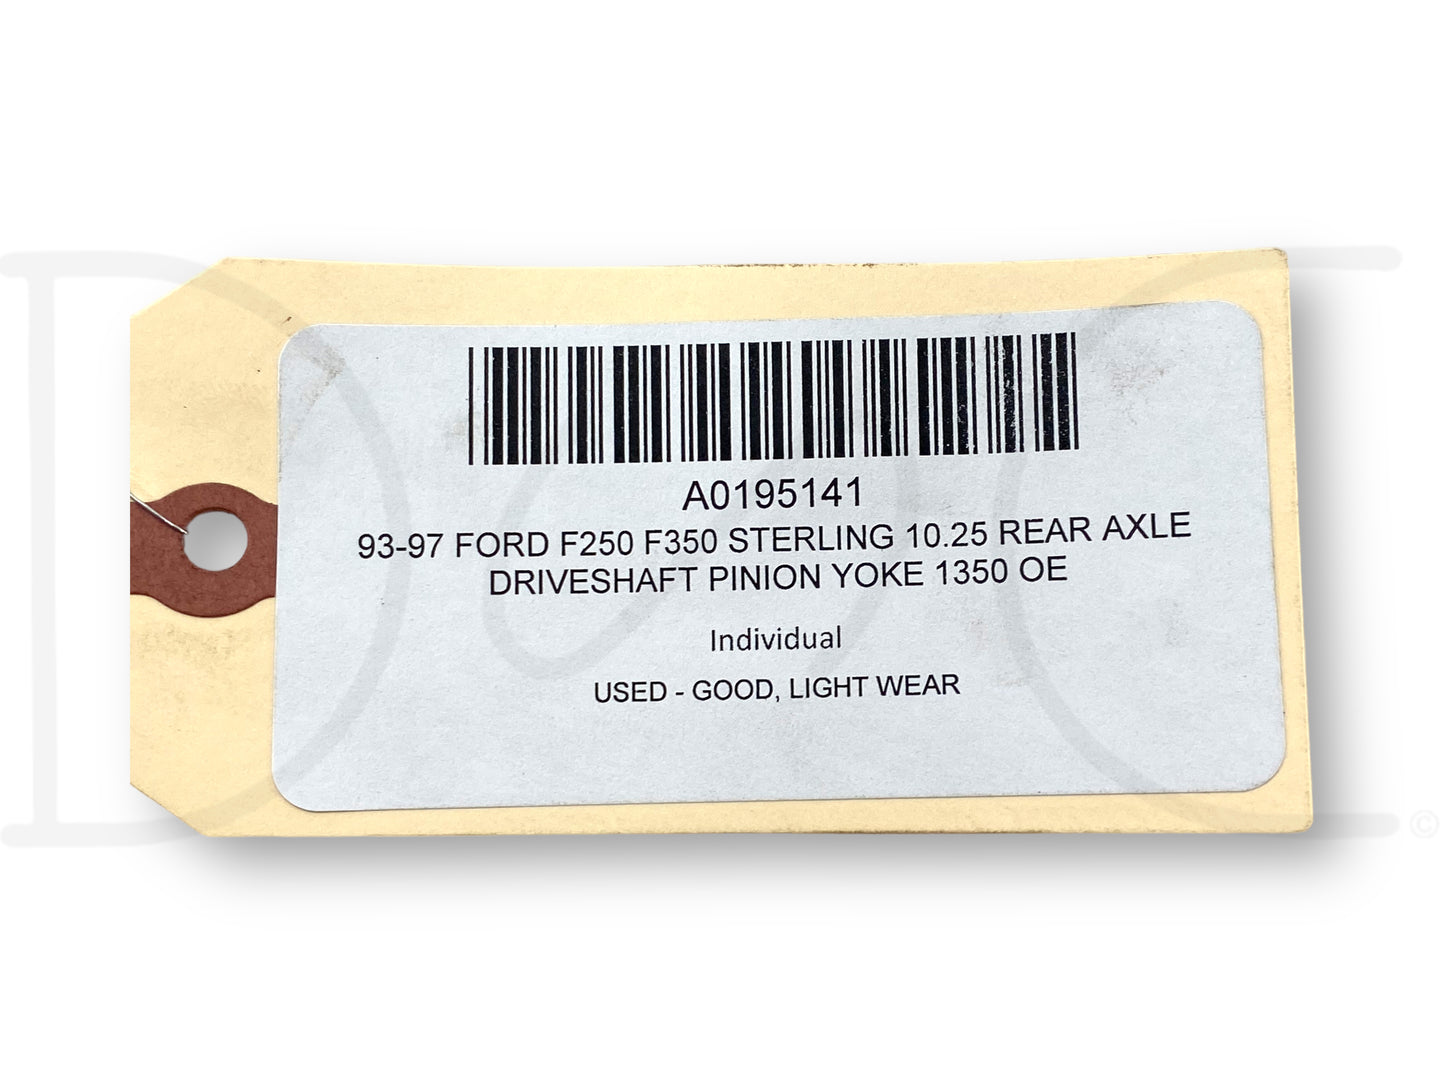 A0195141
93-97 FORD F250 F350 STERLING 10.25 REAR AXLE
DRIVESHAFT PINION YOKE 1350 OE
Individual
USED - GOOD, LIGHT WEAR
©